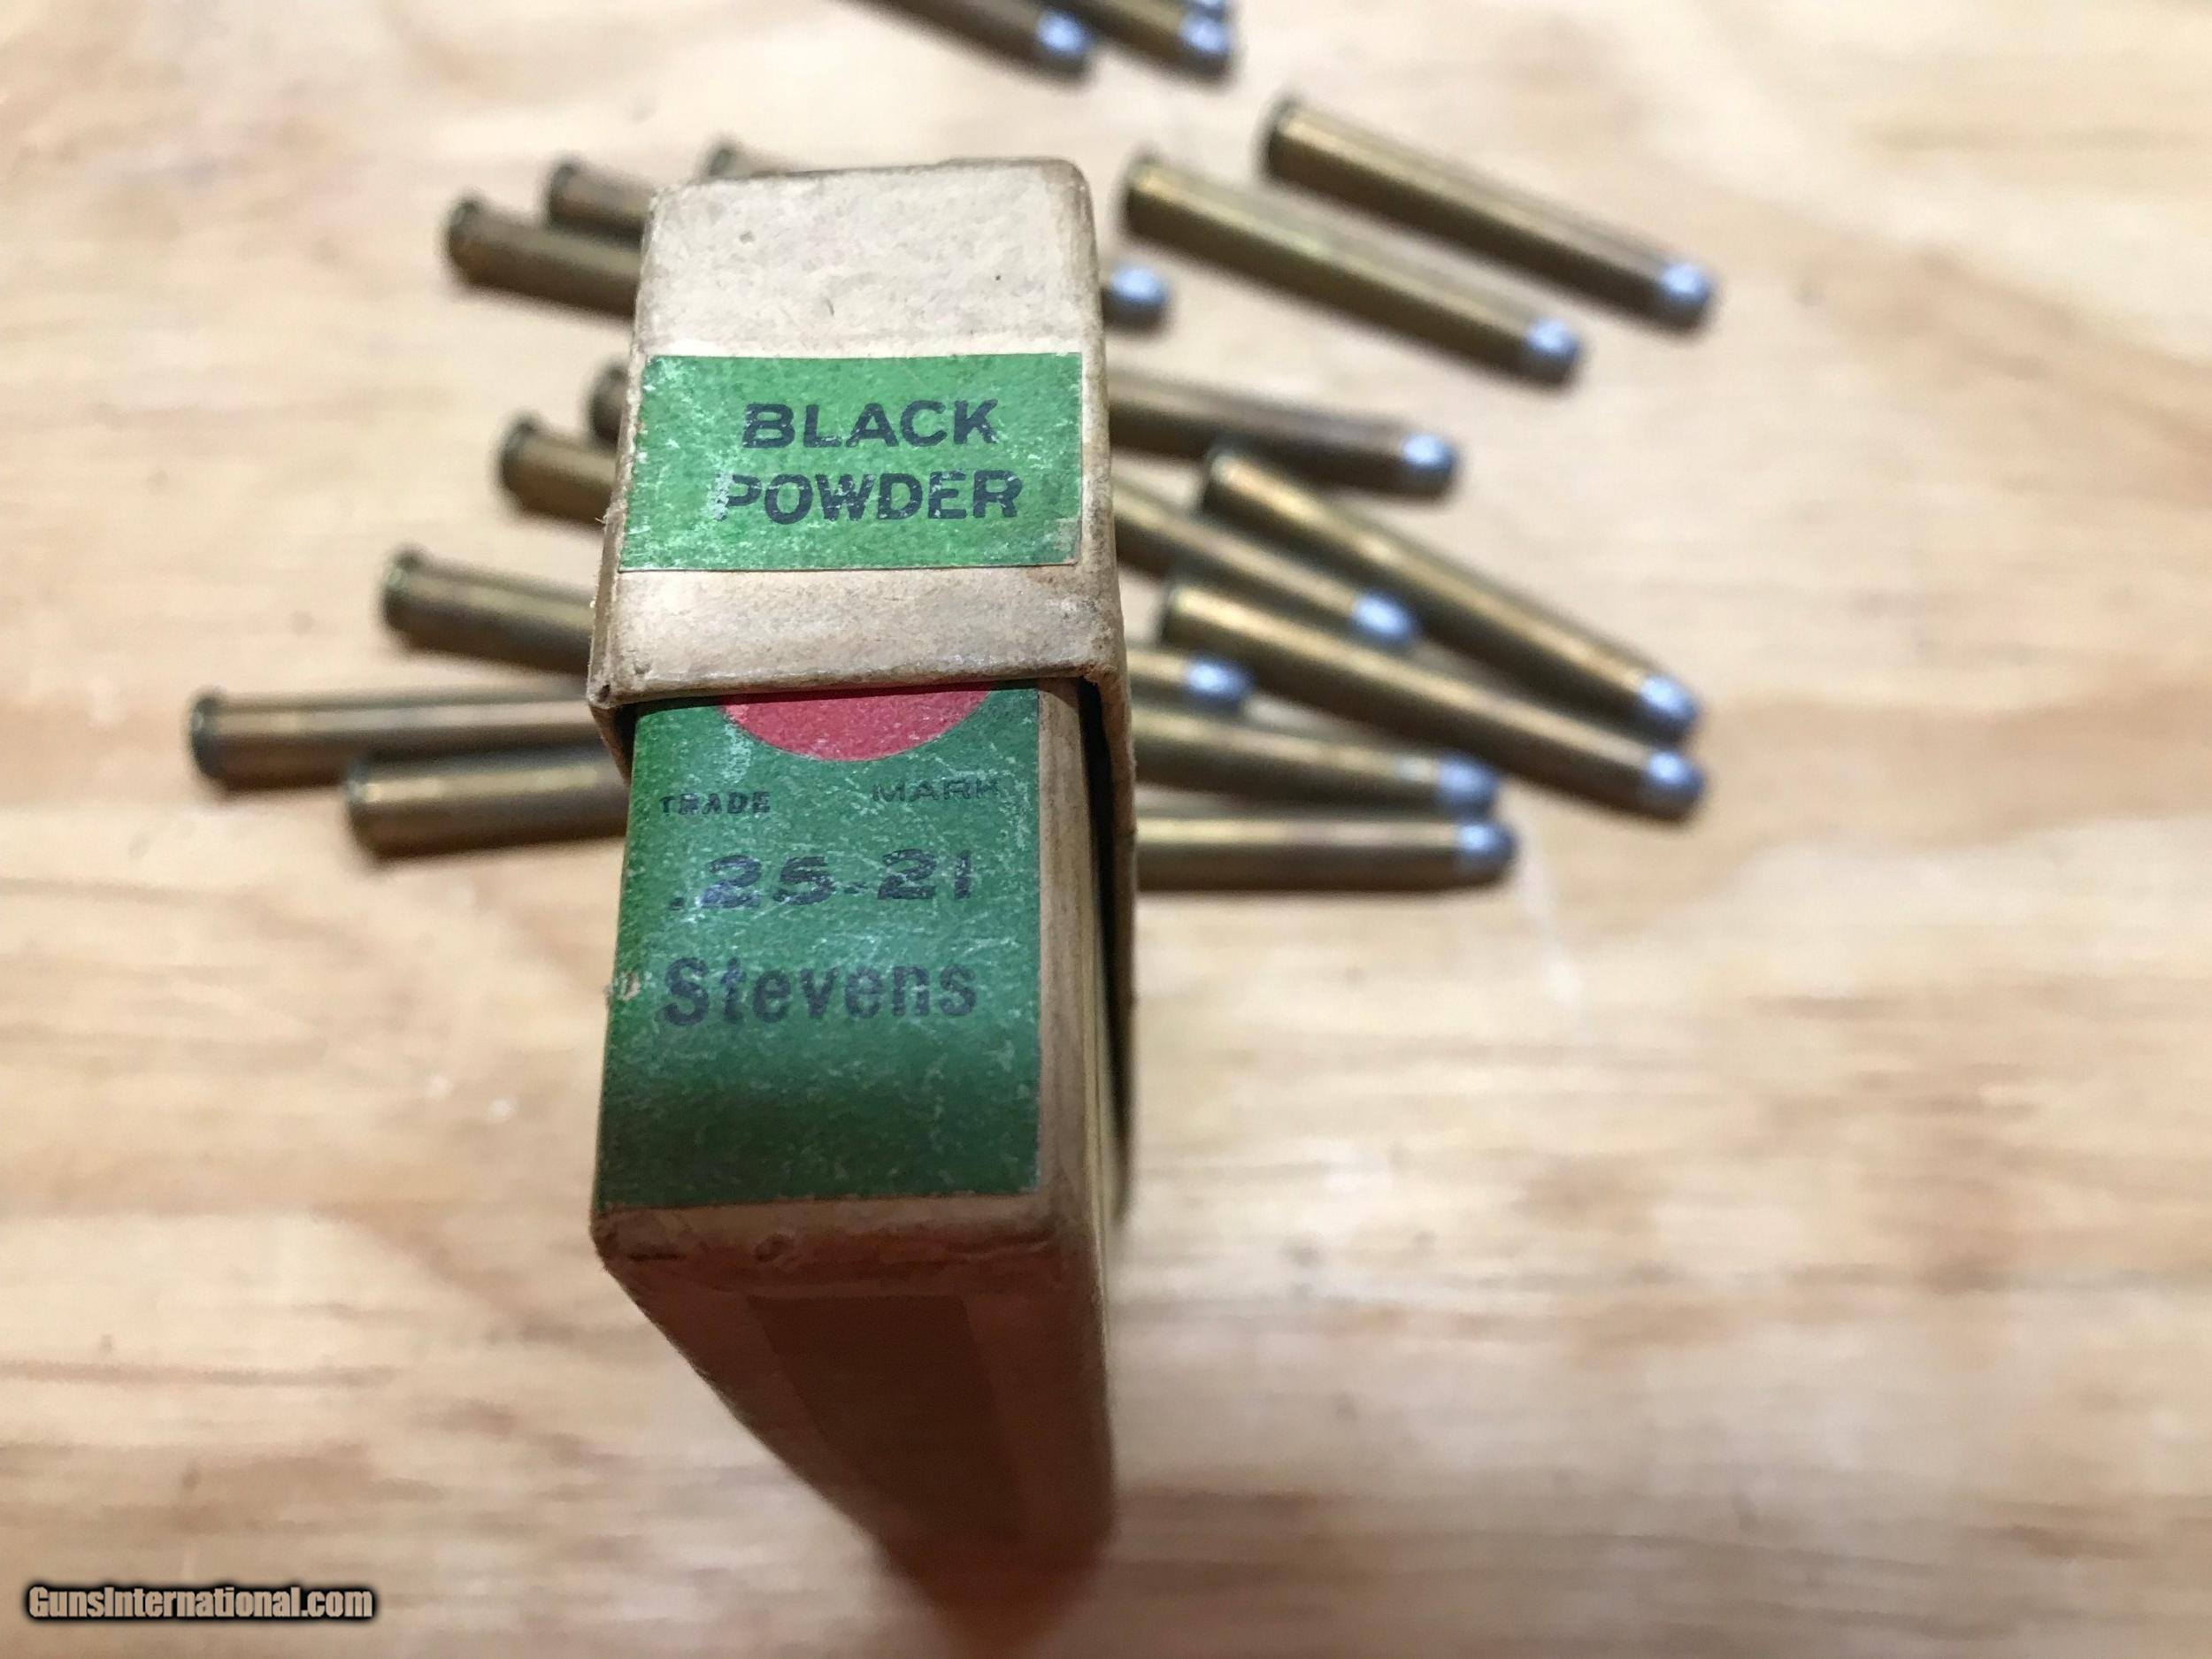 BLACK
POWDER
TRADE MARK
.25-21
Stevens
GunsInternational.com